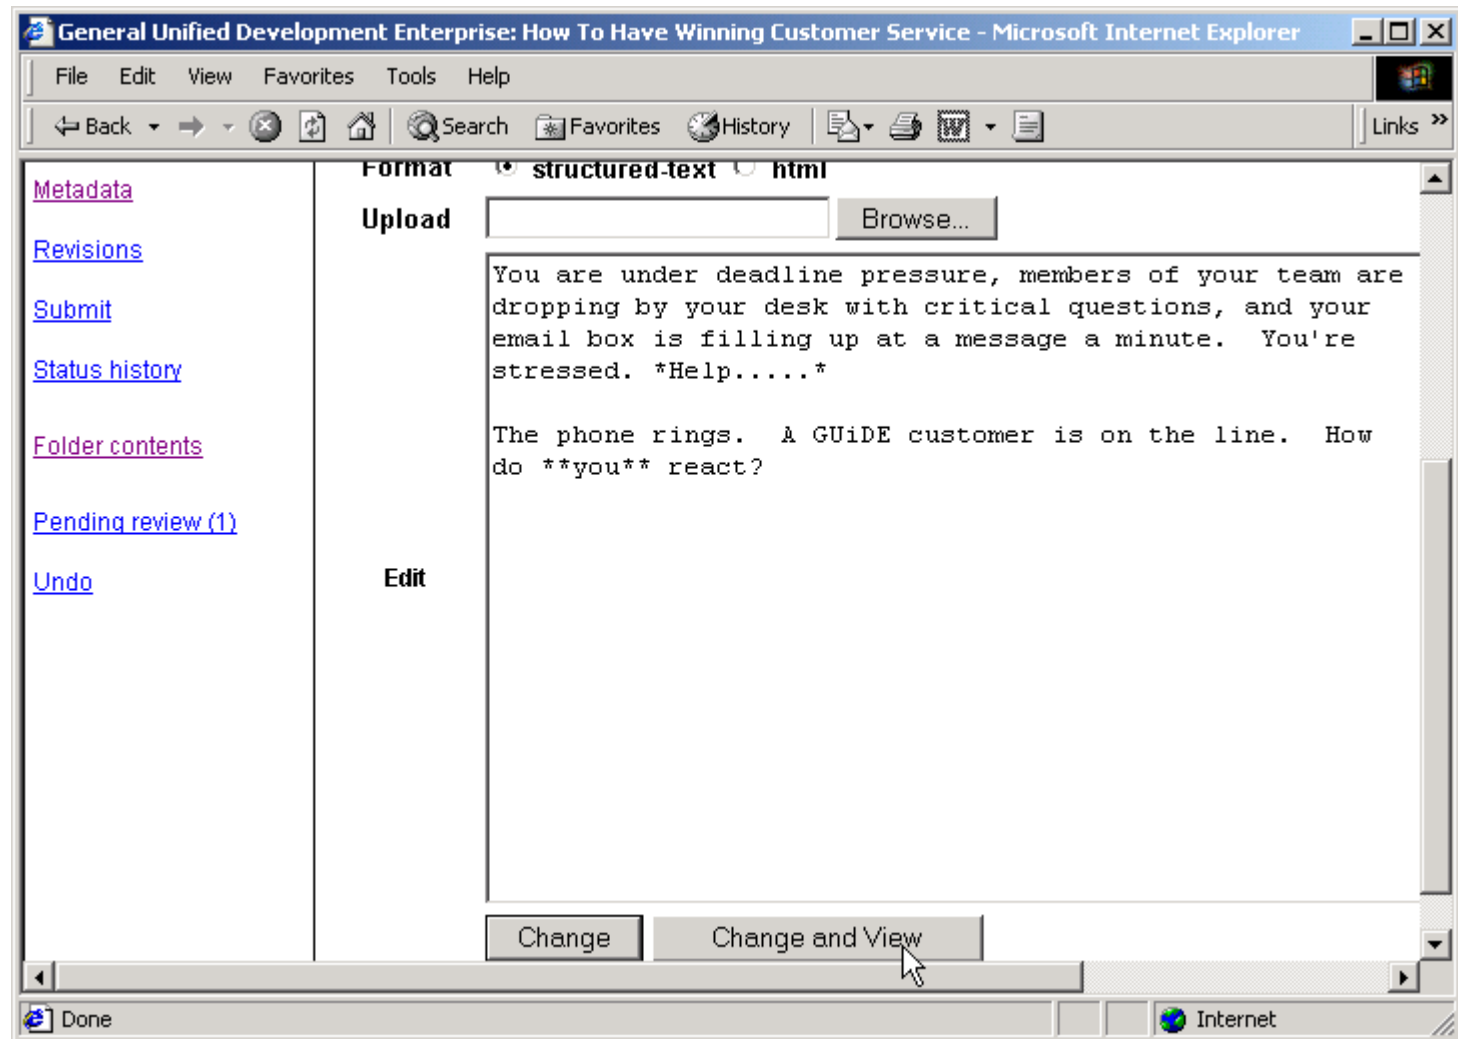 General Unified Development Enterprise: How To Have Winning Customer Service - Microsoft Internet Explorer
File Edit View Favorites Tools Help
Back Search Favorites History Links »
Metadata
Revisions
Submit
Status history
Folder contents
Pending review (1)
Undo
Format structured-text html
Upload Browse...
You are under deadline pressure, members of your team are
dropping by your desk with critical questions, and your
email box is filling up at a message a minute.  You're
stressed. *Help.....*
The phone rings.  A GUiDE customer is on the line.  How
do **you** react?
Edit
Change Change and View
Done Internet